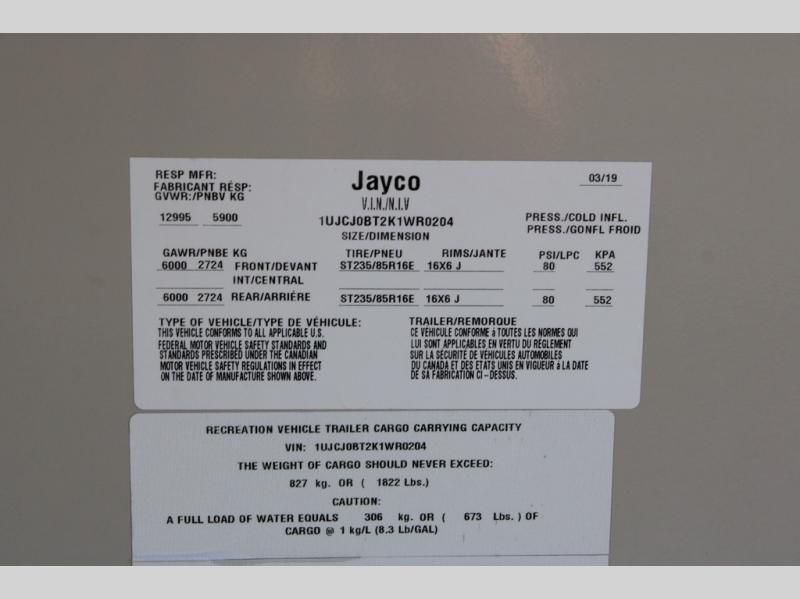 RESP MFR:
FABRICANT RÉSP:
GVWR:/PNBV KG
12995 5900
Jayco
V.I.N./N.I.V
1UJCJ0BT2K1WR0204
SIZE/DIMENSION
03/19
PRESS./COLD INFL.
PRESS./GONFL FROID
GAWR/PNBE KG TIRE/PNEU RIMS/JANTE PSI/LPC KPA
6000 2724 FRONT/DEVANT ST235/85R16E 16X6 J 80 552
INT/CENTRAL
6000 2724 REAR/ARRIÉRE ST235/85R16E 16X6 J 80 552
TYPE OF VEHICLE/TYPE DE VÉHICULE: TRAILER/REMORQUE
THIS VEHICLE CONFORMS TO ALL APPLICABLE U.S.
FEDERAL MOTOR VEHICLE SAFETY STANDARDS AND
STANDARDS PRESCRIBED UNDER THE CANADIAN
MOTOR VEHICLE SAFETY REGULATIONS IN EFFECT
ON THE DATE OF MANUFACTURE SHOWN ABOVE.
CE VÉHICULE CONFORME à TOUTES LES NORMES QUI
LUI SONT APPLICABLES EN VERTU DU RÈGLEMENT
SUR LA SÉCURITÉ DE VÉHICULES AUTOMOBILES
DU CANADA ET DES ETATS UNIS EN VIGUEUR à LA DATE
DE SA FABRICATION CI-DESSUS.
RECREATION VEHICLE TRAILER CARGO CARRYING CAPACITY
VIN: 1UJCJ0BT2K1WR0204
THE WEIGHT OF CARGO SHOULD NEVER EXCEED:
827 kg. OR ( 1822 Lbs.)
CAUTION:
A FULL LOAD OF WATER EQUALS 306 kg. OR ( 673 Lbs. ) OF
CARGO @ 1 kg/L (8.3 Lb/GAL)